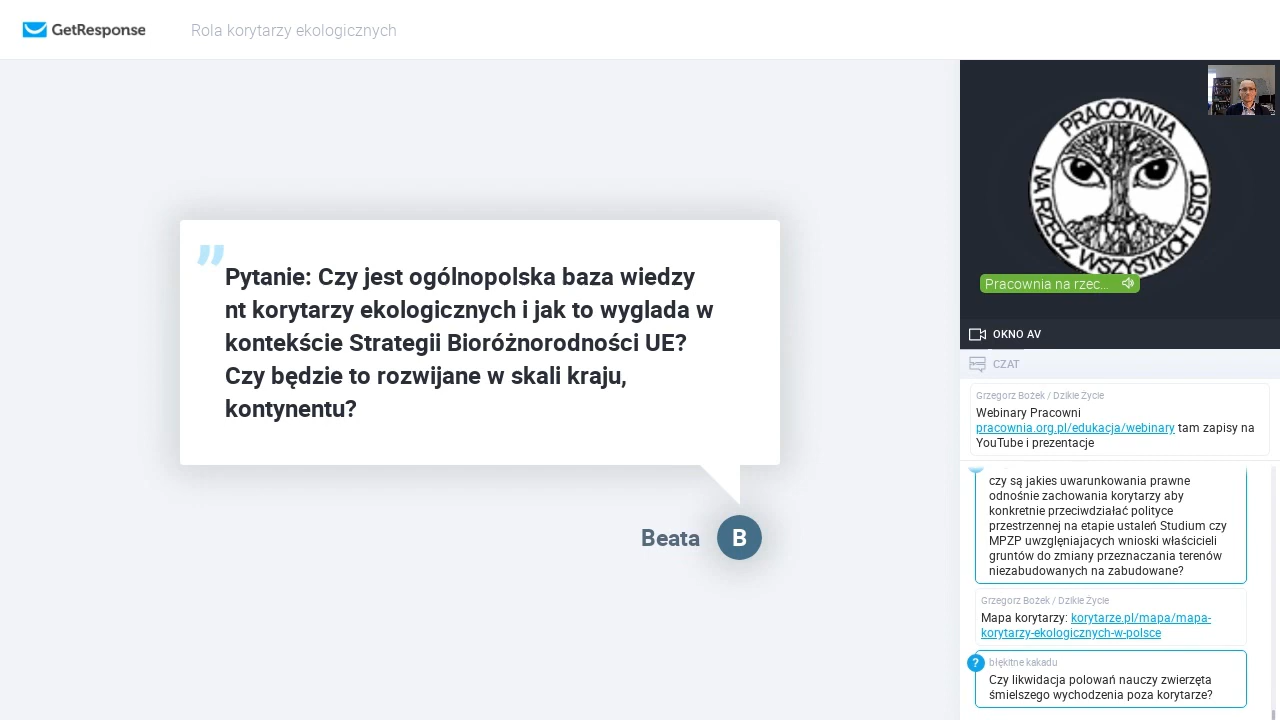 GetResponse
Rola korytarzy ekologicznych
"
Pytanie: Czy jest ogólnopolska baza wiedzy
nt korytarzy ekologicznych i jak to wyglada w
kontekście Strategii Bioróżnorodności UE?
Czy będzie to rozwijane w skali kraju,
kontynentu?
Beata
B
PRACOWNIA
NA RZECZ WSZYSTKICH ISTOT
Pracownia na rzec...
OKNO AV
CZAT
Grzegorz Bożek / Dzikie Życie
Webinary Pracowni
pracownia.org.pl/edukacja/webinary tam zapisy na
YouTube i prezentacje
czy są jakies uwarunkowania prawne
odnośnie zachowania korytarzy aby
konkretnie przeciwdziałać polityce
przestrzennej na etapie ustaleń Studium czy
MPZP uwzglęniajacych wnioski właścicieli
gruntów do zmiany przeznaczania terenów
niezabudowanych na zabudowane?
Grzegorz Bożek / Dzikie Życie
Mapa korytarzy: korytarze.pl/mapa/mapa-
korytarzy-ekologicznych-w-polsce
?
błękitne kakadu
Czy likwidacja polowań nauczy zwierzęta
śmielszego wychodzenia poza korytarze?